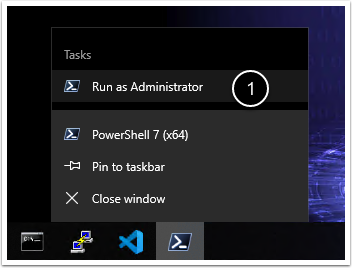 Tasks
Run as Administrator
1
PowerShell 7 (x64)
Pin to taskbar
Close window